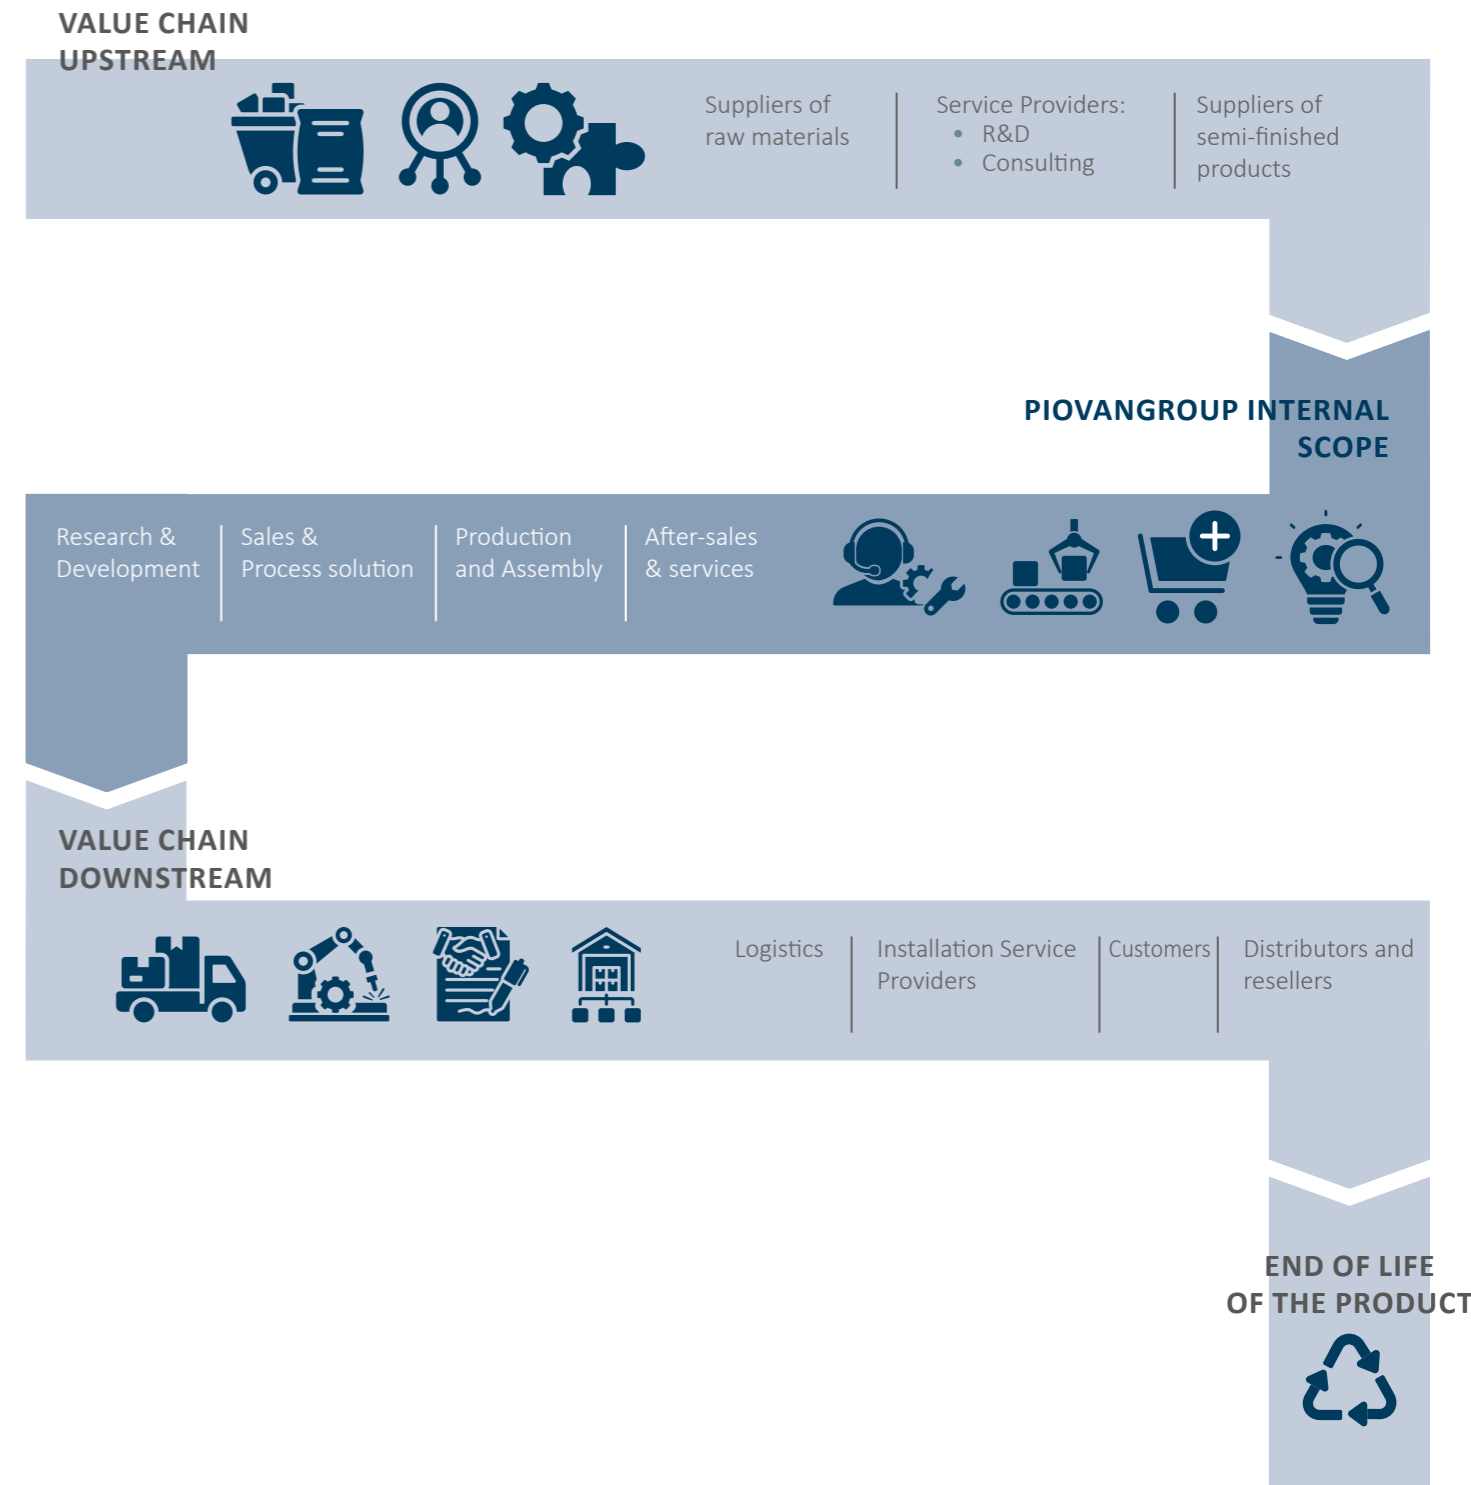 VALUE CHAIN
UPSTREAM
Suppliers of
raw materials
Service Providers:
• R&D
• Consulting
Suppliers of
semi-finished
products
PIOVANGROUP INTERNAL
SCOPE
Research &
Development
Sales &
Process solution
Production
and Assembly
After-sales
& services
VALUE CHAIN
DOWNSTREAM
Logistics
Installation Service
Providers
Customers
Distributors and
resellers
END OF LIFE
OF THE PRODUCT